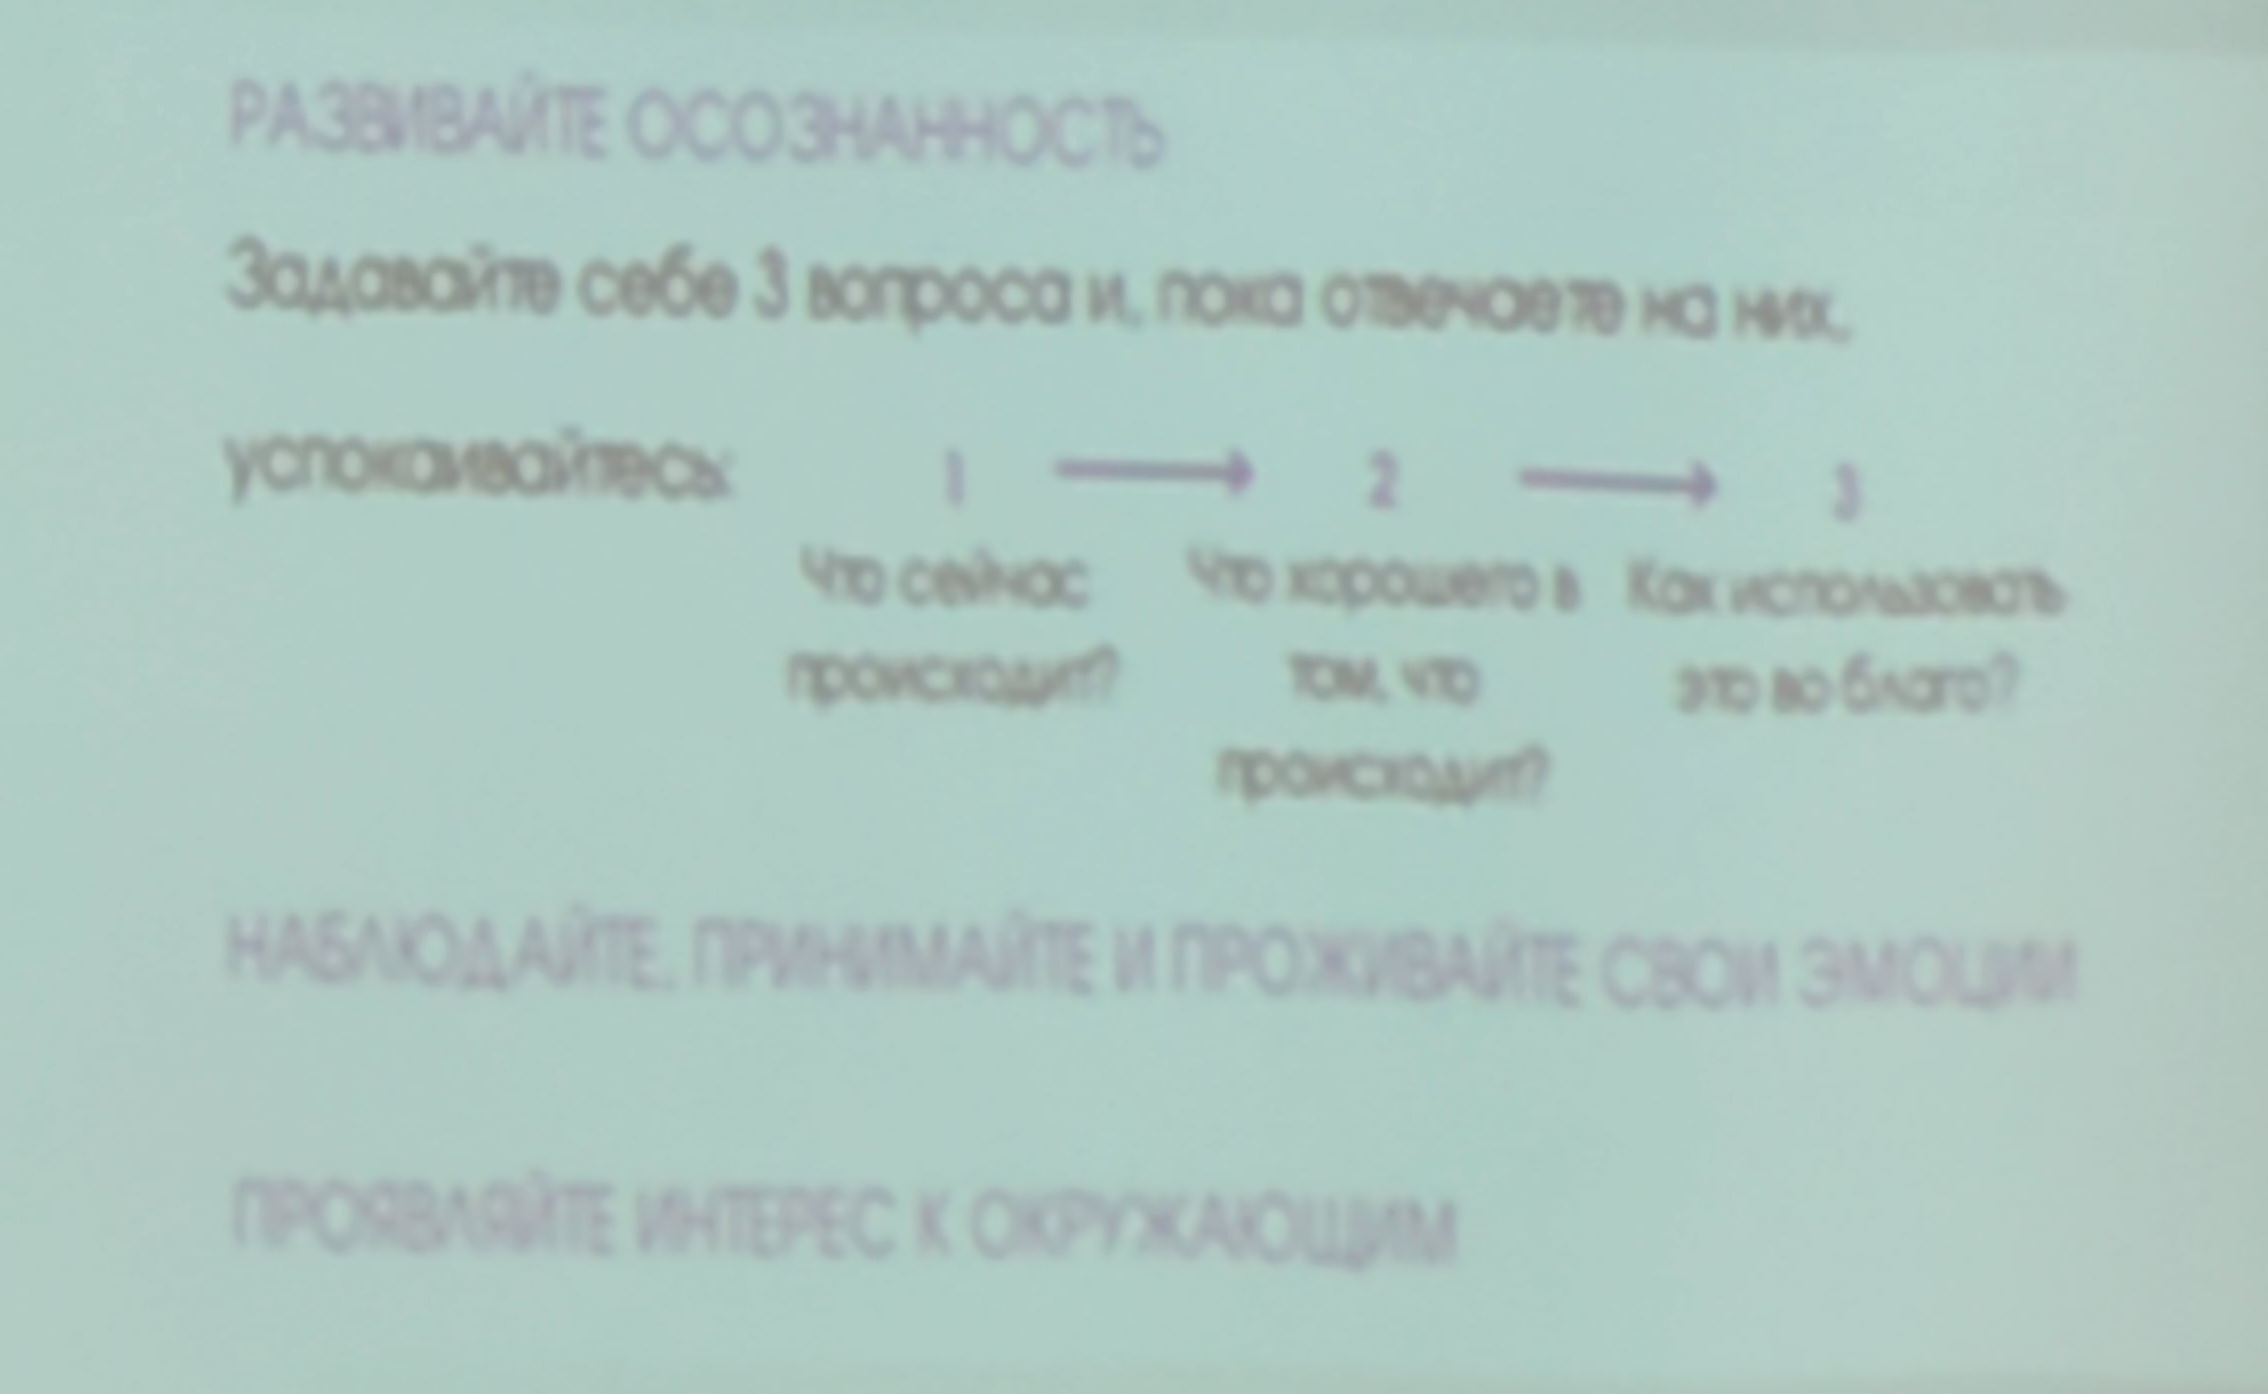 РАЗВИВАЙТЕ ОСОЗНАННОСТЬ
Задавайте себе 3 вопроса и, пока отвечаете на них,
успокаивайтесь:
1 → 2 → 3
Что сейчас Что хорошего в Как использовать
происходит? том, что это во благо?
происходит?
НАБЛЮДАЙТЕ, ПРИНИМАЙТЕ И ПРОЖИВАЙТЕ СВОИ ЭМОЦИИ
ПРОЯВЛЯЙТЕ ИНТЕРЕС К ОКРУЖАЮЩИМ